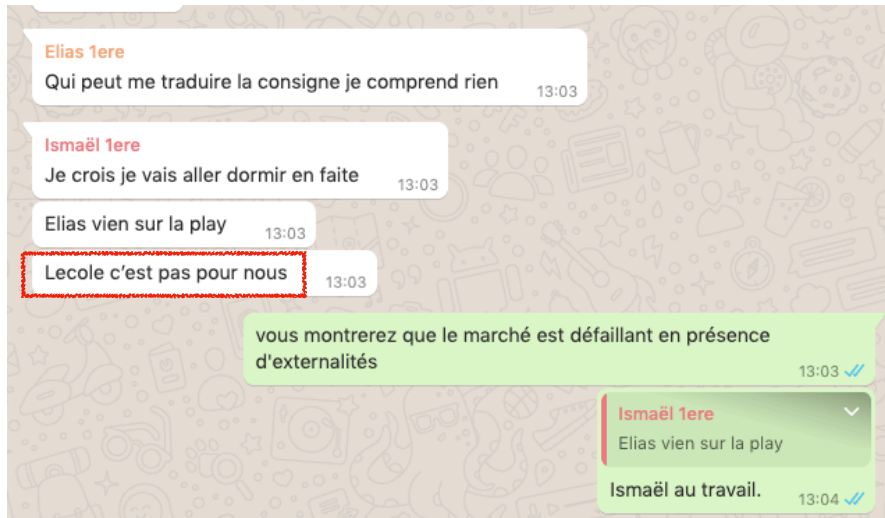 Elias 1ere
Qui peut me traduire la consigne je comprend rien
13:03
Ismaël 1ere
Je crois je vais aller dormir en faite
13:03
Elias vien sur la play
13:03
Lecole c'est pas pour nous
13:03
vous montrerez que le marché est défaillant en présence
d'externalités
13:03
Ismaël 1ere
Elias vien sur la play
Ismaël au travail.
13:04